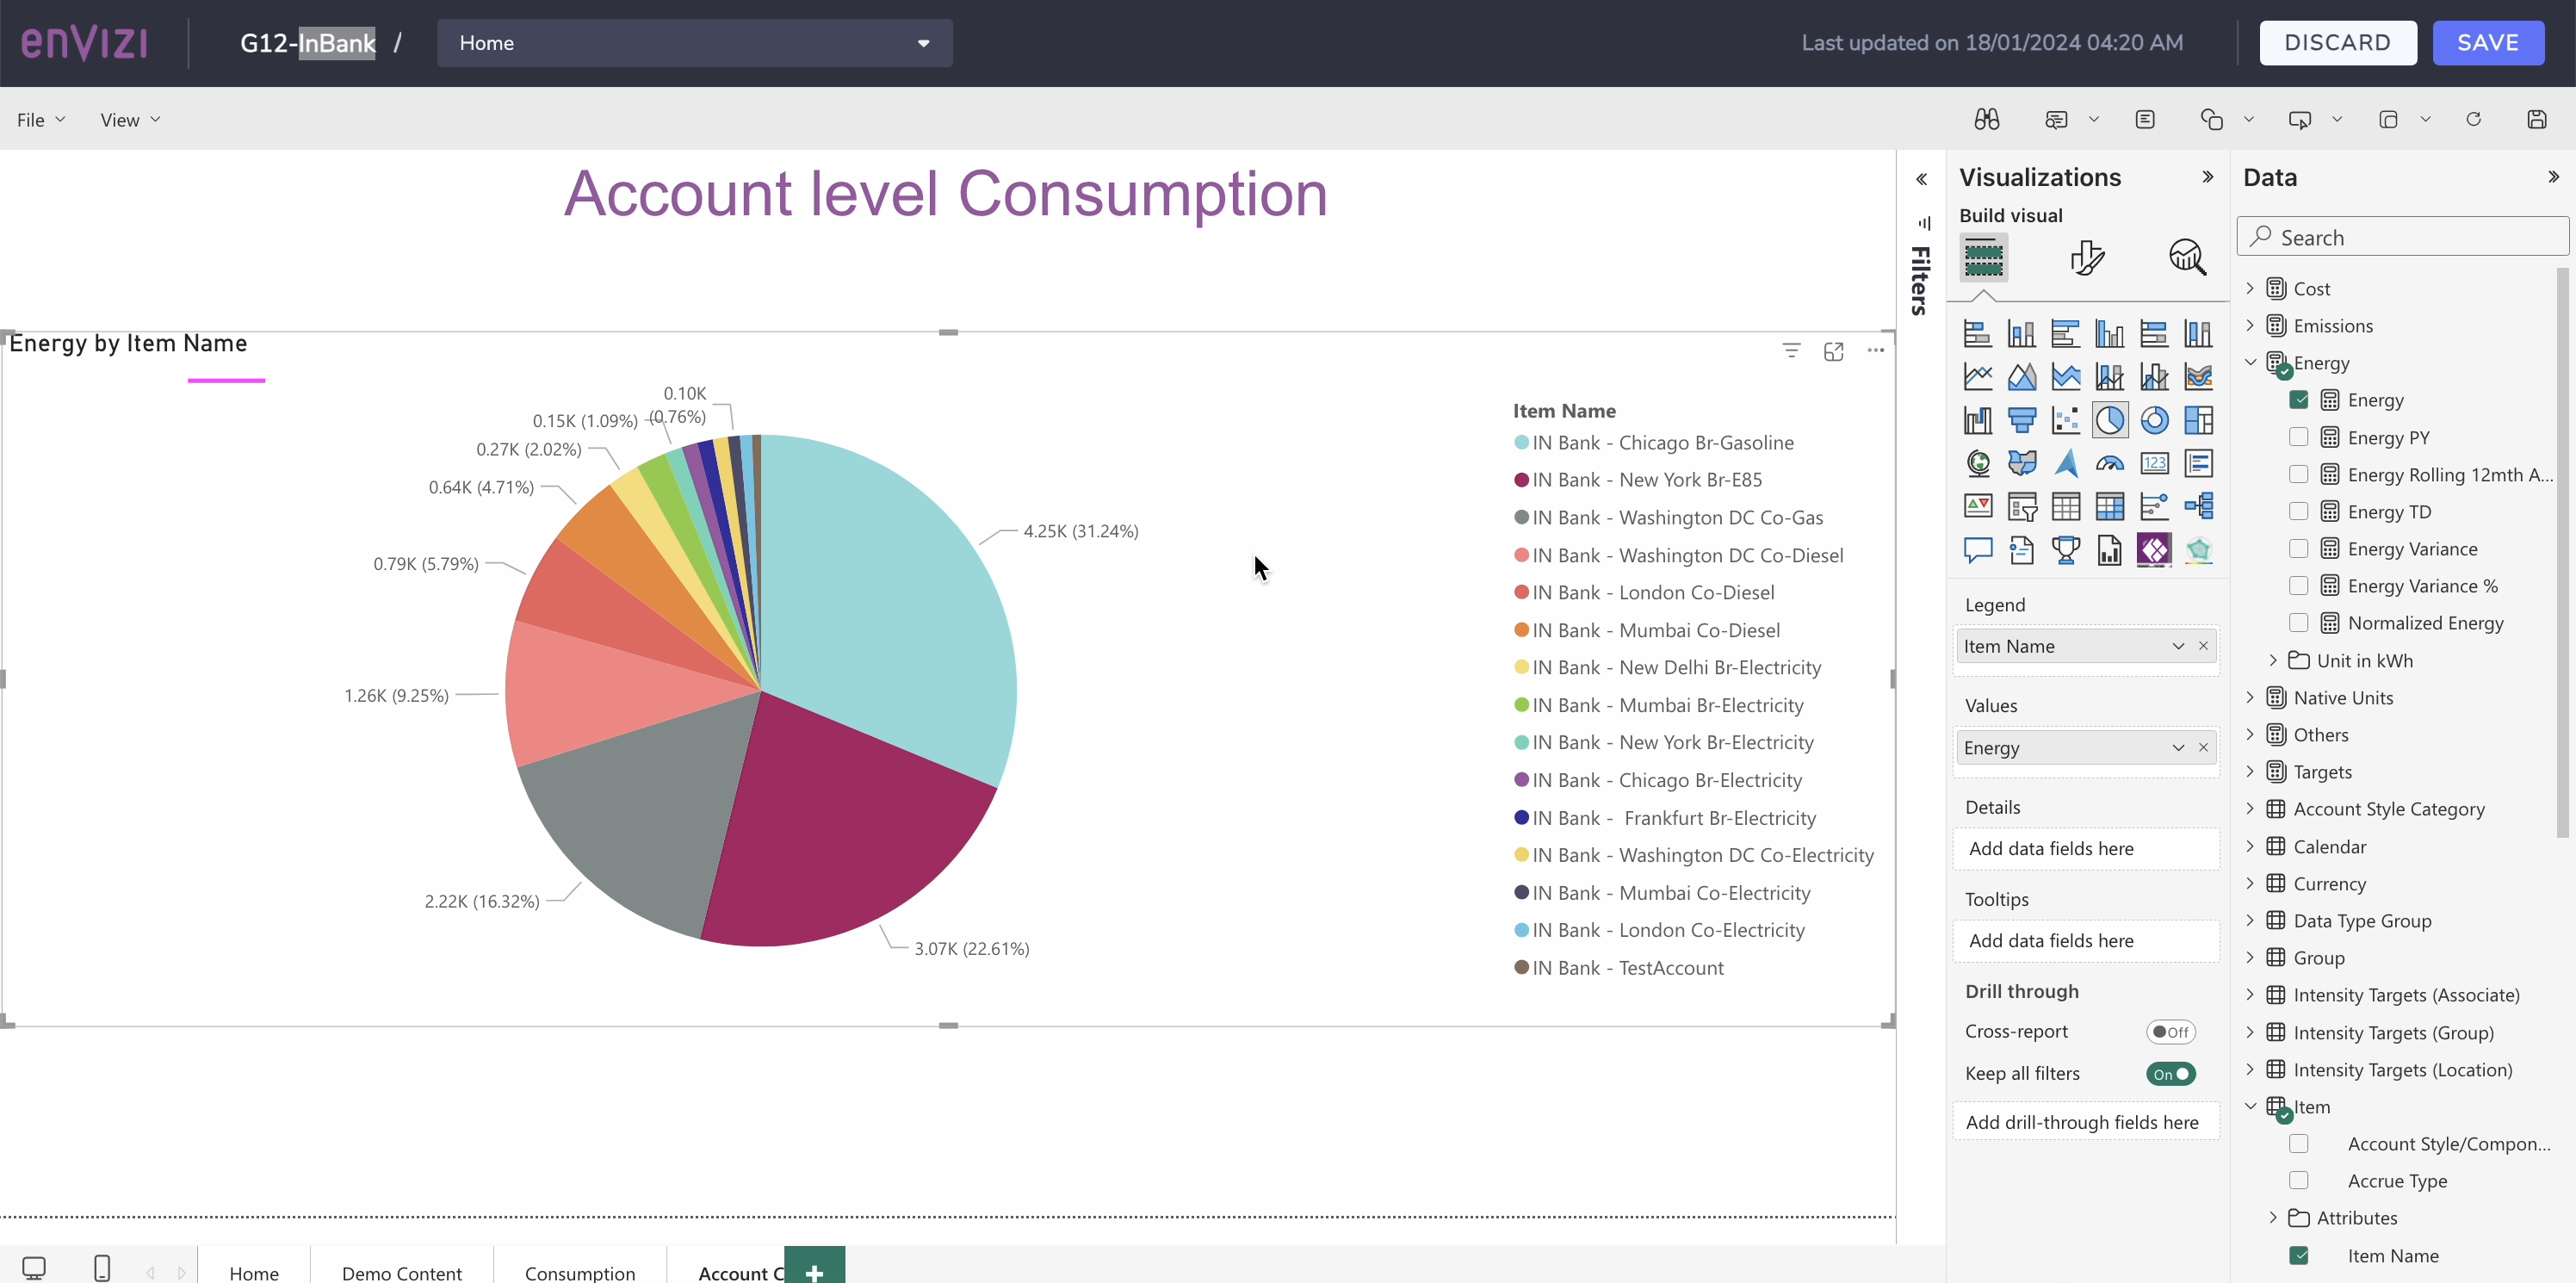 enVIZI
G12-InBank /
Home
Last updated on 18/01/2024 04:20 AM
DISCARD
SAVE
File
View
Account level Consumption
Energy by Item Name
0.10K
(0.76%)
0.15K (1.09%)
0.27K (2.02%)
0.64K (4.71%)
0.79K (5.79%)
1.26K (9.25%)
2.22K (16.32%)
3.07K (22.61%)
4.25K (31.24%)
Item Name
IN Bank - Chicago Br-Gasoline
IN Bank - New York Br-E85
IN Bank - Washington DC Co-Gas
IN Bank - Washington DC Co-Diesel
IN Bank - London Co-Diesel
IN Bank - Mumbai Co-Diesel
IN Bank - New Delhi Br-Electricity
IN Bank - Mumbai Br-Electricity
IN Bank - New York Br-Electricity
IN Bank - Chicago Br-Electricity
IN Bank -  Frankfurt Br-Electricity
IN Bank - Washington DC Co-Electricity
IN Bank - Mumbai Co-Electricity
IN Bank - London Co-Electricity
IN Bank - TestAccount
Filters
Visualizations
Build visual
123
Legend
Item Name
Values
Energy
Details
Add data fields here
Tooltips
Add data fields here
Drill through
Cross-report
Off
Keep all filters
On
Add drill-through fields here
Data
Search
Cost
Emissions
Energy
Energy
Energy PY
Energy Rolling 12mth A...
Energy TD
Energy Variance
Energy Variance %
Normalized Energy
Unit in kWh
Native Units
Others
Targets
Account Style Category
Calendar
Currency
Data Type Group
Group
Intensity Targets (Associate)
Intensity Targets (Group)
Intensity Targets (Location)
Item
Account Style/Compon...
Accrue Type
Attributes
Item Name
Home
Demo Content
Consumption
Account C
+